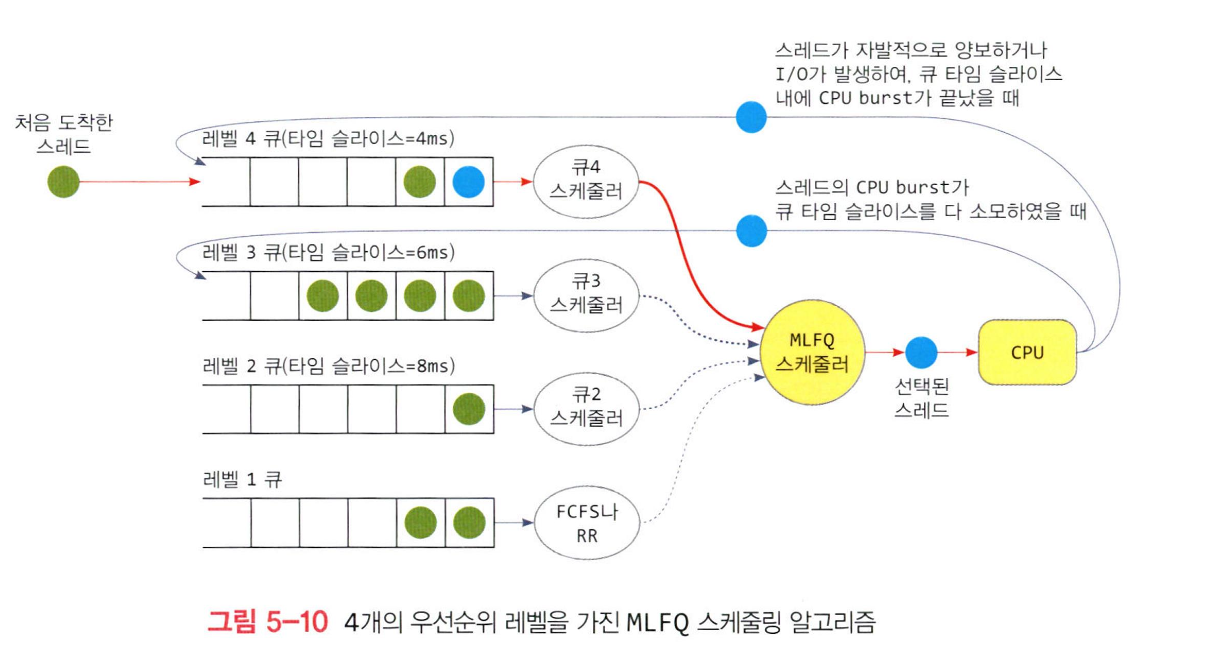 스레드가 자발적으로 양보하거나
I/O가 발생하여, 큐 타임 슬라이스
내에 CPU burst가 끝났을 때
처음 도착한
스레드
레벨 4 큐(타임 슬라이스=4ms)
큐4
스케줄러
스레드의 CPU burst가
큐 타임 슬라이스를 다 소모하였을 때
레벨 3 큐(타임 슬라이스=6ms)
큐3
스케줄러
MLFQ
스케줄러
CPU
선택된
스레드
레벨 2 큐(타임 슬라이스=8ms)
큐2
스케줄러
레벨 1 큐
FCFS나
RR
그림 5-10 4개의 우선순위 레벨을 가진 MLFQ 스케줄링 알고리즘